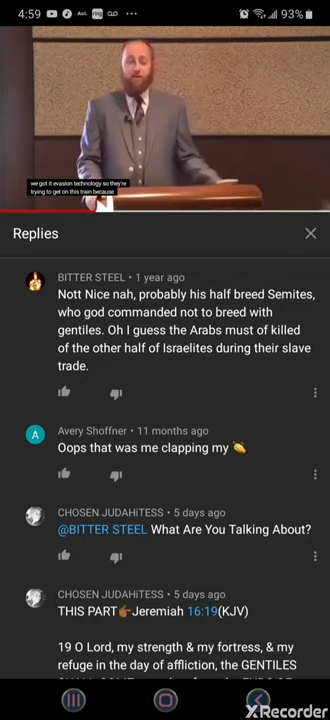 4:59
Aol.
ring
93%
we got it evasion technology so they're
trying to get on this train because
Replies
BITTER STEEL • 1 year ago
Nott Nice nah, probably his half breed Semites,
who god commanded not to breed with
gentiles. Oh I guess the Arabs must of killed
of the other half of Israelites during their slave
trade.
A
Avery Shoffner • 11 months ago
Oops that was me clapping my
CHOSEN JUDAHiTESS • 5 days ago
@BITTER STEEL What Are You Talking About?
CHOSEN JUDAHiTESS • 5 days ago
THIS PART Jeremiah 16:19(KJV)
19 O Lord, my strength & my fortress, & my
refuge in the day of affliction, the GENTILES
XRecorder